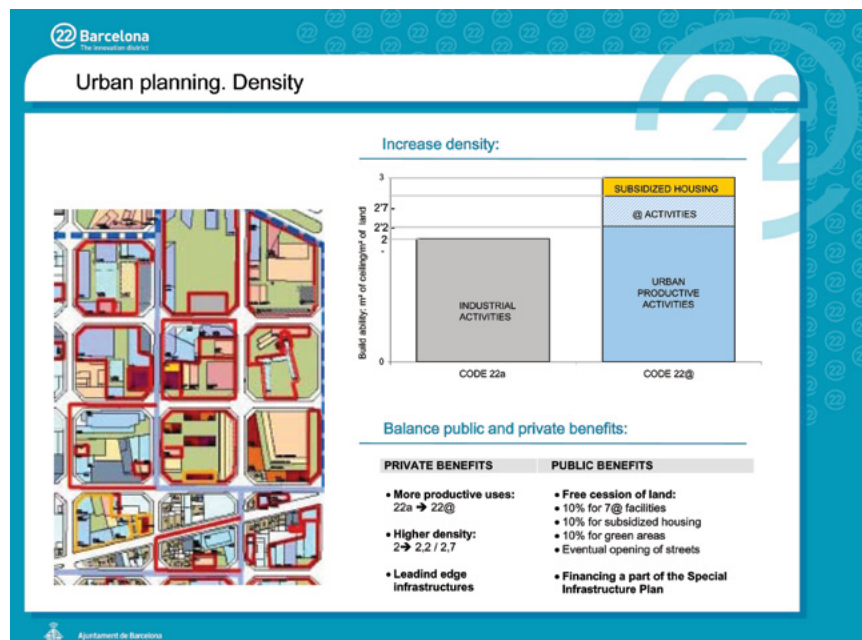 22 Barcelona
The innovation district
Urban planning. Density
Increase density:
Build ability: m² of ceiling/m² of land
3
2'7
2'2
2
0
SUBSIDIZED HOUSING
@ ACTIVITIES
INDUSTRIAL
ACTIVITIES
URBAN
PRODUCTIVE
ACTIVITIES
CODE 22a
CODE 22@
Balance public and private benefits:
PRIVATE BENEFITS
• More productive uses:
22a ➔ 22@
• Higher density:
2➔ 2,2 / 2,7
• Leadind edge
infrastructures
PUBLIC BENEFITS
• Free cession of land:
• 10% for 7@ facilities
• 10% for subsidized housing
• 10% for green areas
• Eventual opening of streets
• Financing a part of the Special
Infrastructure Plan
Ajuntament de Barcelona